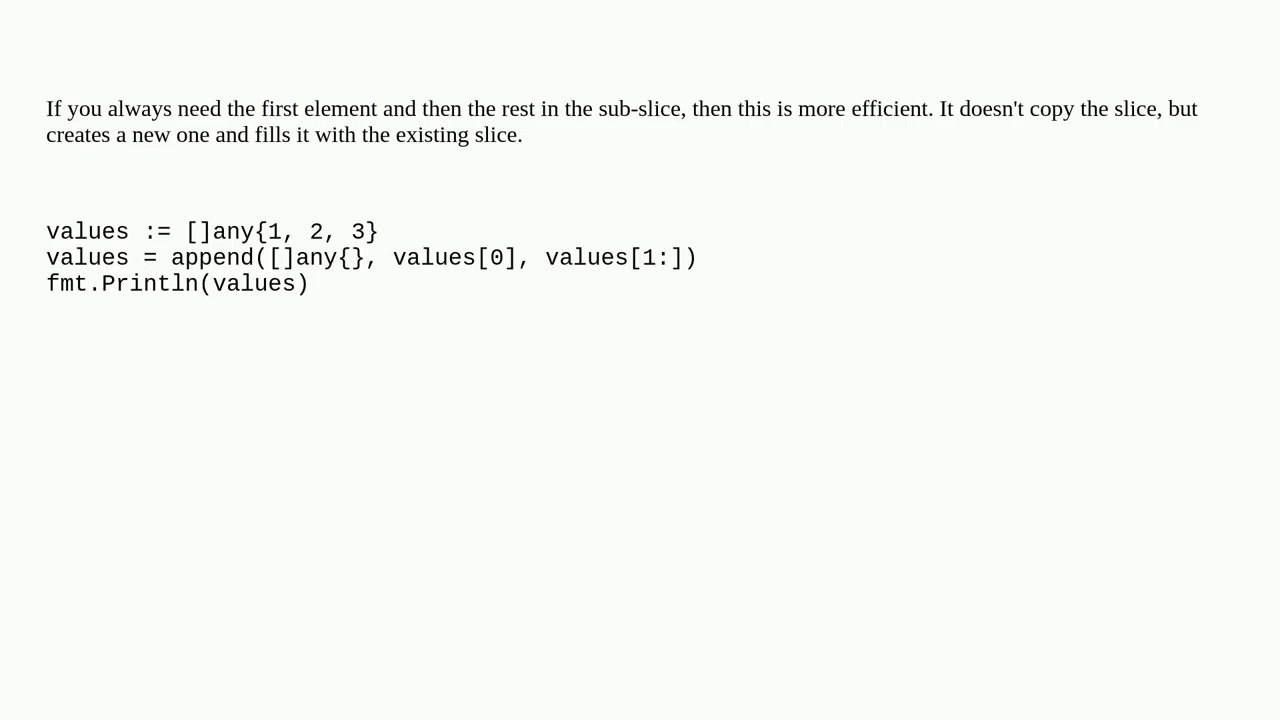 If you always need the first element and then the rest in the sub-slice, then this is more efficient. It doesn't copy the slice, but
creates a new one and fills it with the existing slice.
values := []any{1, 2, 3}
values = append([]any{}, values[0], values[1:])
fmt.Println(values)